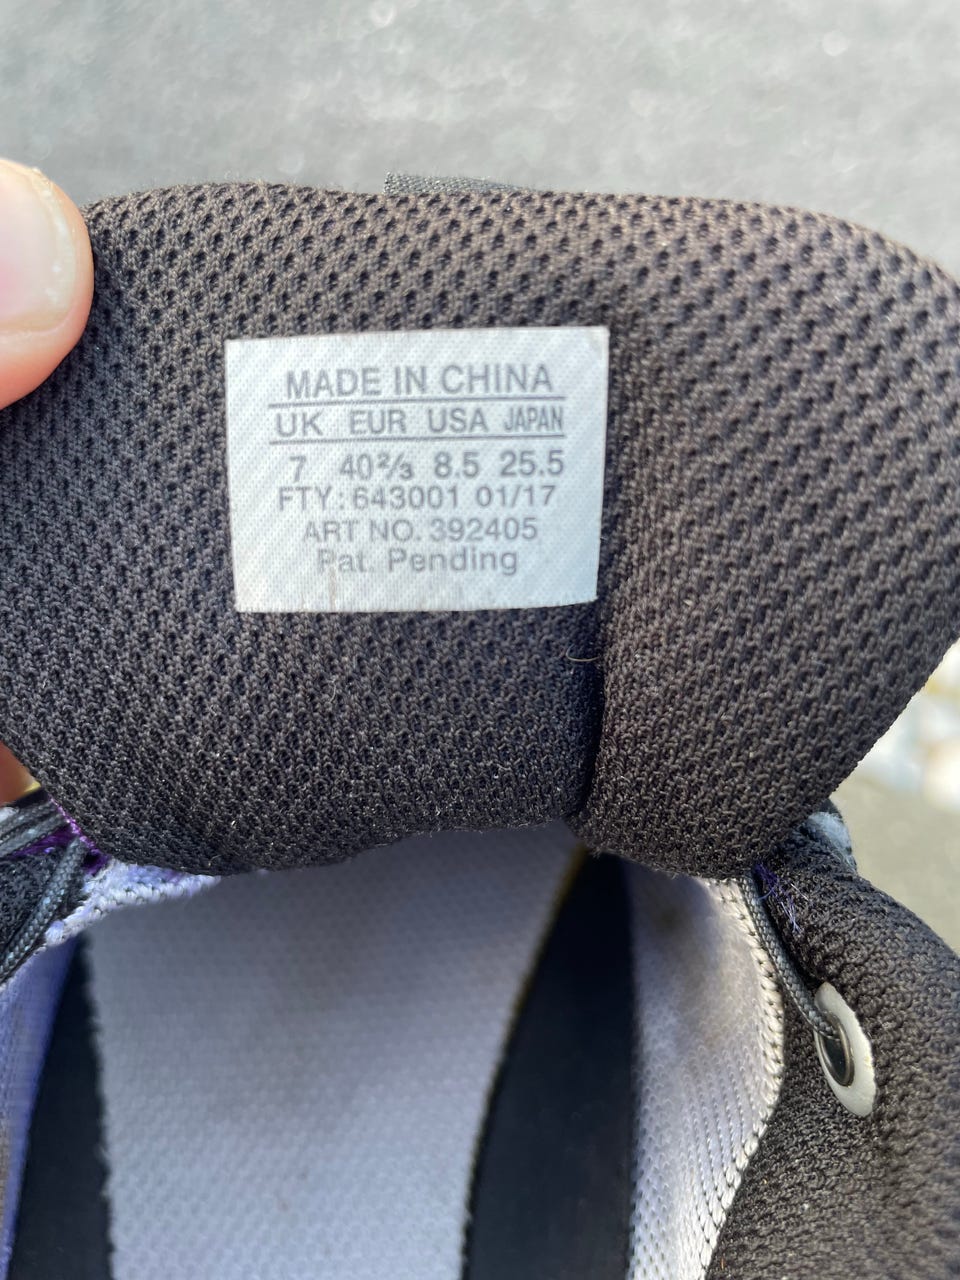 MADE IN CHINA
UK EUR USA JAPAN
7 40⅔ 8.5 25.5
FTY: 643001 01/17
ART NO. 392405
Pat. Pending